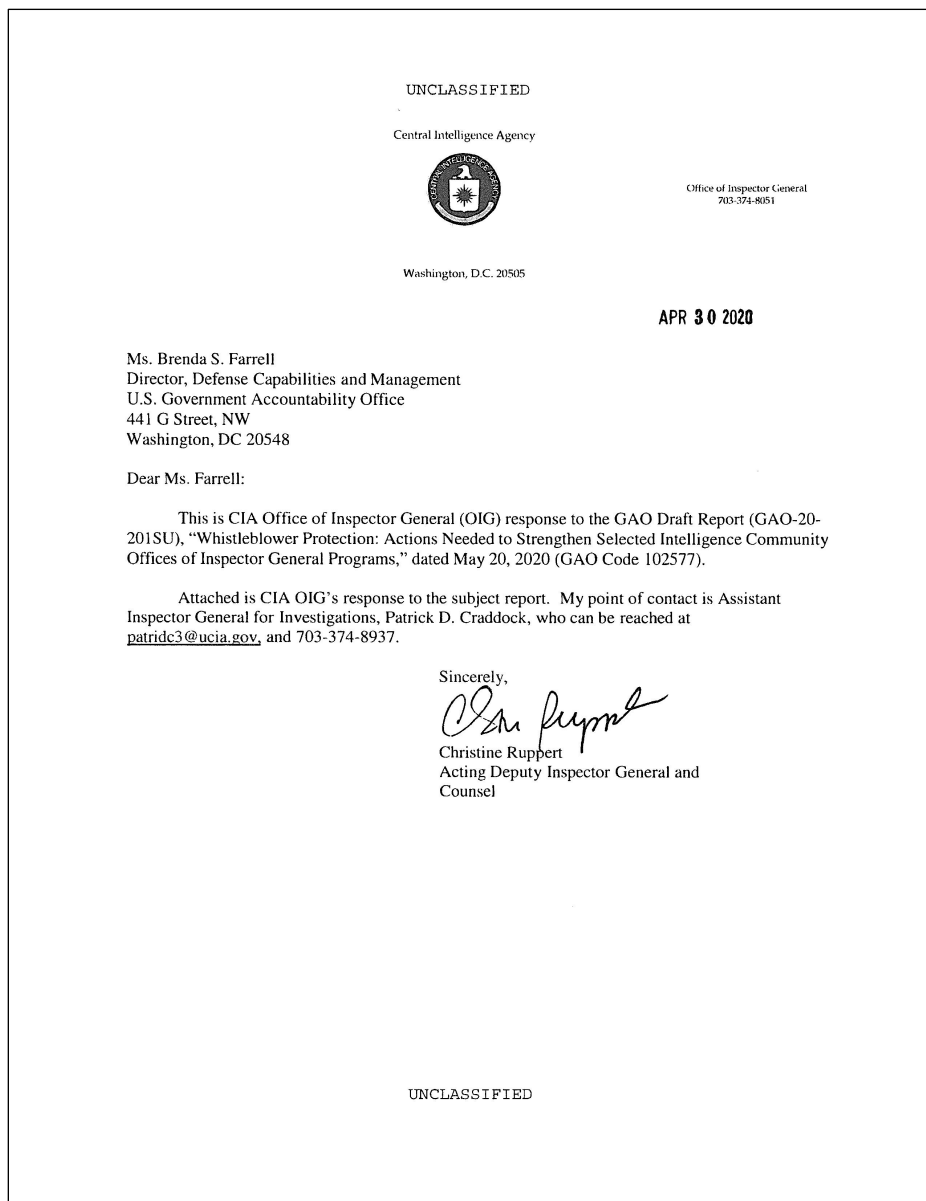 UNCLASSIFIED
Central Intelligence Agency
CENTRAL INTELLIGENCE AGENCY
Office of Inspector General
703-374-8051
Washington, D.C. 20505
APR 30 2020
Ms. Brenda S. Farrell
Director, Defense Capabilities and Management
U.S. Government Accountability Office
441 G Street, NW
Washington, DC 20548
Dear Ms. Farrell:
This is CIA Office of Inspector General (OIG) response to the GAO Draft Report (GAO-20-
201SU), “Whistleblower Protection: Actions Needed to Strengthen Selected Intelligence Community
Offices of Inspector General Programs,” dated May 20, 2020 (GAO Code 102577).
Attached is CIA OIG’s response to the subject report. My point of contact is Assistant
Inspector General for Investigations, Patrick D. Craddock, who can be reached at
patridc3@ucia.gov, and 703-374-8937.
Sincerely,
Christine Ruppert
Acting Deputy Inspector General and
Counsel
UNCLASSIFIED